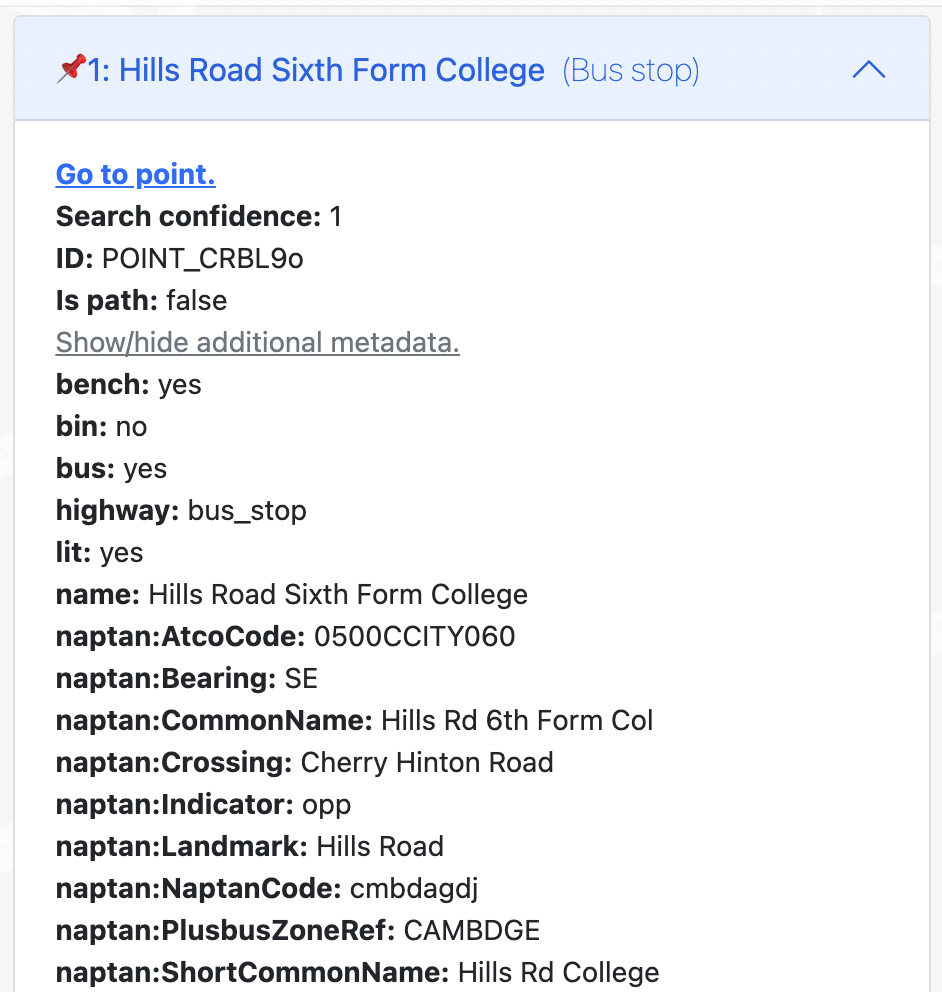 📌1: Hills Road Sixth Form College (Bus stop)
Go to point.
Search confidence: 1
ID: POINT_CRBL9o
Is path: false
Show/hide additional metadata.
bench: yes
bin: no
bus: yes
highway: bus_stop
lit: yes
name: Hills Road Sixth Form College
naptan:AtcoCode: 0500CCITY060
naptan:Bearing: SE
naptan:CommonName: Hills Rd 6th Form Col
naptan:Crossing: Cherry Hinton Road
naptan:Indicator: opp
naptan:Landmark: Hills Road
naptan:NaptanCode: cmbdagdj
naptan:PlusbusZoneRef: CAMBDGE
naptan:ShortCommonName: Hills Rd College